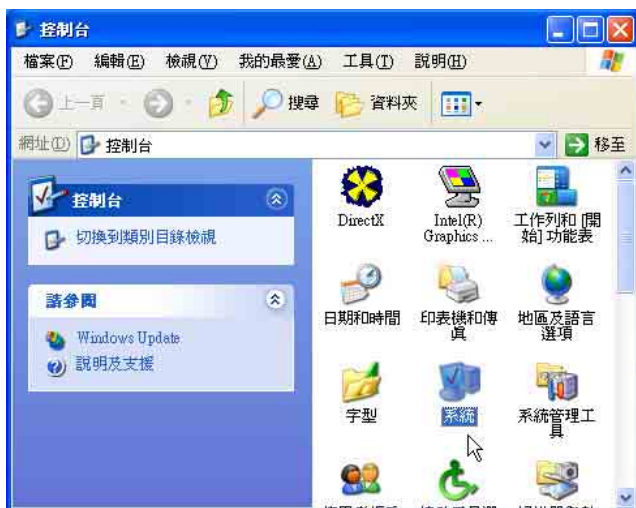 控制台
檔案(F) 編輯(E) 檢視(V) 我的最愛(A) 工具(T) 說明(H)
上一頁 搜尋 資料夾
網址(D) 控制台 移至
控制台
切換到類別目錄檢視
請參閱
Windows Update
說明及支援
DirectX
Intel(R)
Graphics ...
工作列和 [開
始] 功能表
日期和時間
印表機和傳
真
地區及語言
選項
字型
系統
系統管理工
具